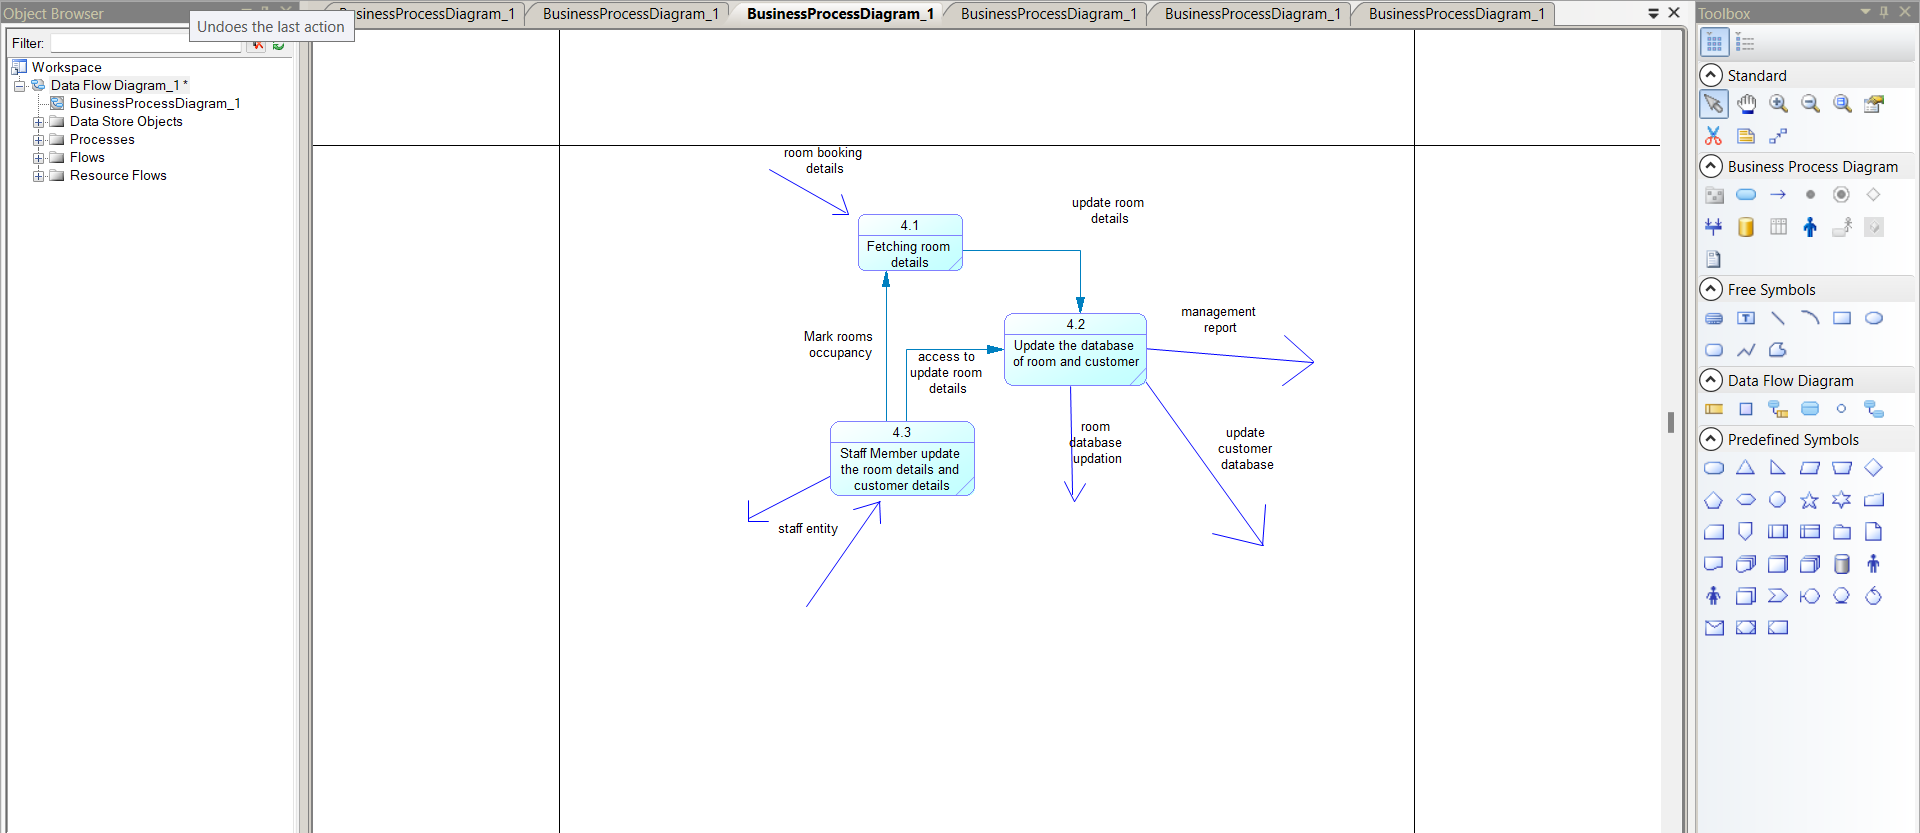 Object Browser
Undoes the last action
Filter:
Workspace
Data Flow Diagram_1 *
BusinessProcessDiagram_1
Data Store Objects
Processes
Flows
Resource Flows
BusinessProcessDiagram_1
BusinessProcessDiagram_1
BusinessProcessDiagram_1
BusinessProcessDiagram_1
BusinessProcessDiagram_1
BusinessProcessDiagram_1
room booking
details
4.1
Fetching room
details
update room
details
Mark rooms
occupancy
access to
update room
details
4.2
Update the database
of room and customer
management
report
4.3
Staff Member update
the room details and
customer details
room
database
updation
update
customer
database
staff entity
Toolbox
Standard
Business Process Diagram
Free Symbols
Data Flow Diagram
Predefined Symbols